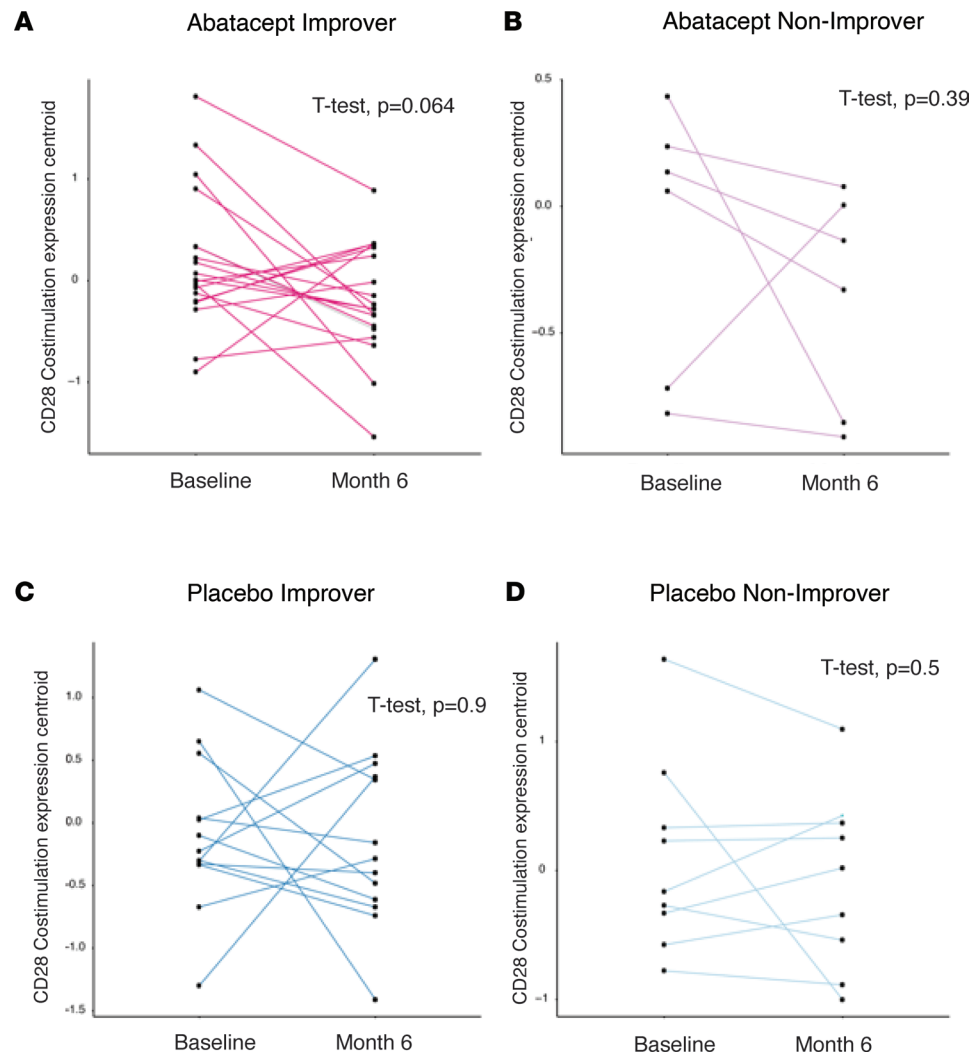 A
Abatacept Improver
T-test, p=0.064
CD28 Costimulation expression centroid
1
0
−1
Baseline
Month 6
B
Abatacept Non-Improver
T-test, p=0.39
CD28 Costimulation expression centroid
0.5
0.0
−0.5
Baseline
Month 6
C
Placebo Improver
T-test, p=0.9
CD28 Costimulation expression centroid
1.0
0.5
0.0
-0.5
-1.0
-1.5
Baseline
Month 6
D
Placebo Non-Improver
T-test, p=0.5
CD28 Costimulation expression centroid
1
0
−1
Baseline
Month 6